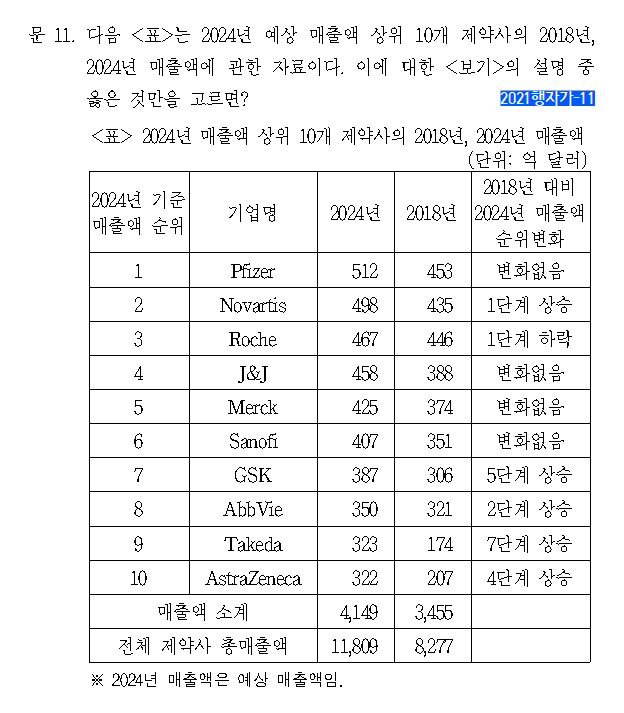 문 11. 다음 <표>는 2024년 예상 매출액 상위 10개 제약사의 2018년,
2024년 매출액에 관한 자료이다. 이에 대한 <보기>의 설명 중
옳은 것만을 고르면?
2021행자가-11
<표> 2024년 매출액 상위 10개 제약사의 2018년, 2024년 매출액
(단위: 억 달러)
2024년 기준 매출액 순위 기업명 2024년 2018년 2018년 대비 2024년 매출액 순위변화
1 Pfizer 512 453 변화없음
2 Novartis 498 435 1단계 상승
3 Roche 467 446 1단계 하락
4 J&J 458 388 변화없음
5 Merck 425 374 변화없음
6 Sanofi 407 351 변화없음
7 GSK 387 306 5단계 상승
8 AbbVie 350 321 2단계 상승
9 Takeda 323 174 7단계 상승
10 AstraZeneca 322 207 4단계 상승
매출액 소계 4,149 3,455
전체 제약사 총매출액 11,809 8,277
※ 2024년 매출액은 예상 매출액임.